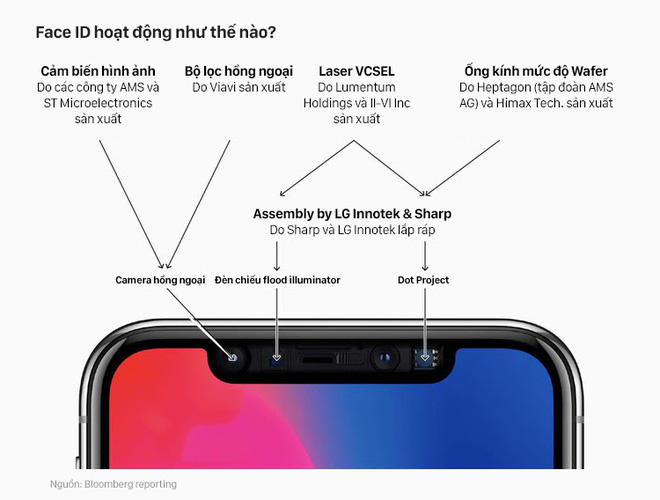 Face ID hoạt động như thế nào?
Cảm biến hình ảnh
Do các công ty AMS và
ST Microelectronics
sản xuất
Bộ lọc hồng ngoại
Do Viavi sản xuất
Laser VCSEL
Do Lumentum
Holdings và II-VI Inc
sản xuất
Ống kính mức độ Wafer
Do Heptagon (tập đoàn AMS
AG) và Himax Tech. sản xuất
Assembly by LG Innotek & Sharp
Do Sharp và LG Innotek lắp ráp
Camera hồng ngoại
Đèn chiếu flood illuminator
Dot Project
Nguồn: Bloomberg reporting